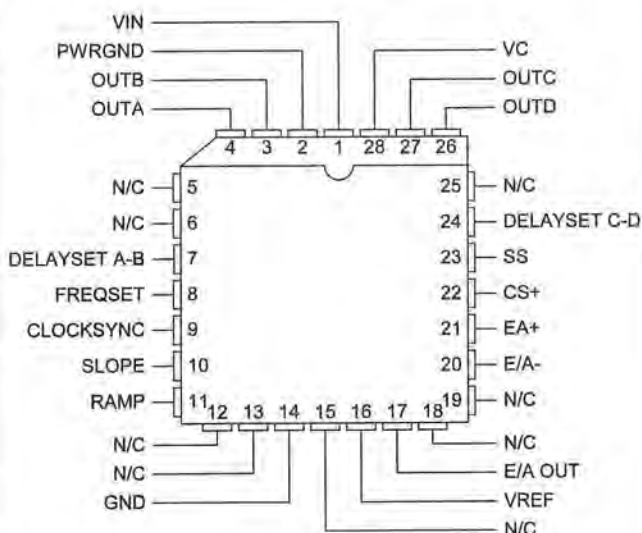 VIN
PWRGND
OUTB
OUTA
VC
OUTC
OUTD
4 3 2 1 28 27 26
N/C 5
N/C 6
DELAYSET A-B 7
FREQSET 8
CLOCKSYNC 9
SLOPE 10
RAMP 11
25 N/C
24 DELAYSET C-D
23 SS
22 CS+
21 EA+
20 E/A-
19 N/C
12 13 14 15 16 17 18
N/C
N/C
GND
N/C
E/A OUT
VREF
N/C